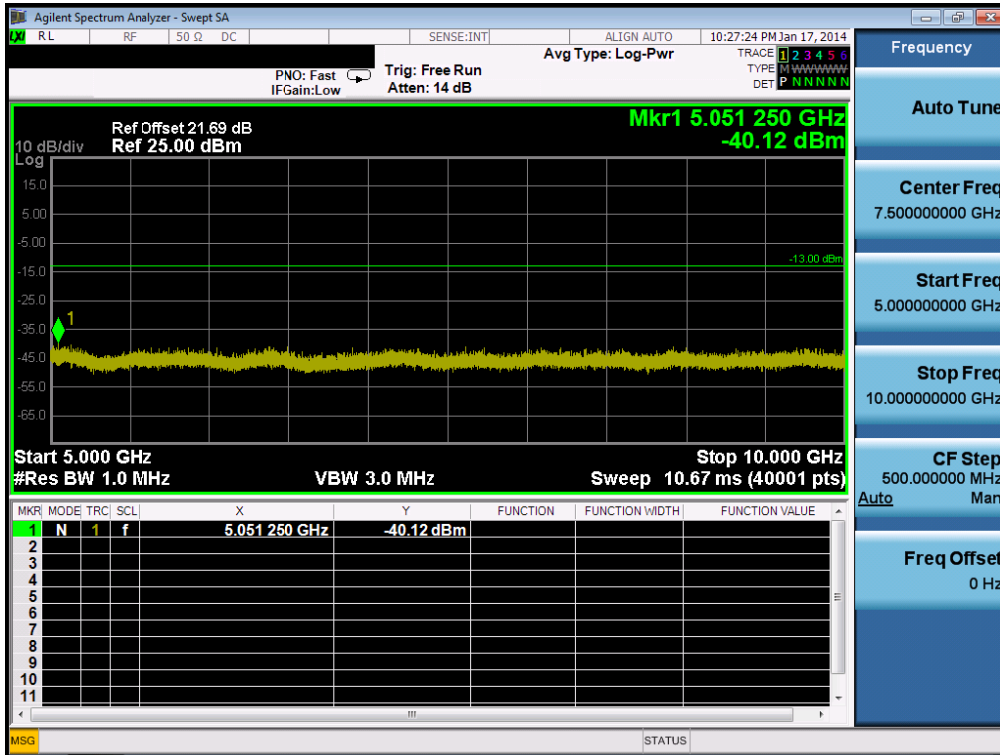 Agilent Spectrum Analyzer - Swept SA
LXI RL RF 50 Ω DC SENSE:INT ALIGN AUTO 10:27:24 PM Jan 17, 2014
Avg Type: Log-Pwr
TRACE 1 2 3 4 5 6
TYPE M WWWWW
DET P N N N N N
PNO: Fast
IFGain:Low
Trig: Free Run
Atten: 14 dB
Mkr1 5.051 250 GHz
-40.12 dBm
Ref Offset 21.69 dB
Ref 25.00 dBm
10 dB/div
Log
15.0
5.00
-5.00
-13.00 dBm
-15.0
-25.0
1
-35.0
-45.0
-55.0
-65.0
Start 5.000 GHz
Stop 10.000 GHz
#Res BW 1.0 MHz
VBW 3.0 MHz
Sweep 10.67 ms (40001 pts)
MKR MODE TRC SCL X Y FUNCTION FUNCTION WIDTH FUNCTION VALUE
1 N 1 f 5.051 250 GHz -40.12 dBm
2
3
4
5
6
7
8
9
10
11
MSG
STATUS
Frequency
Auto Tune
Center Freq
7.500000000 GHz
Start Freq
5.000000000 GHz
Stop Freq
10.000000000 GHz
CF Step
500.000000 MHz
Auto Man
Freq Offset
0 Hz